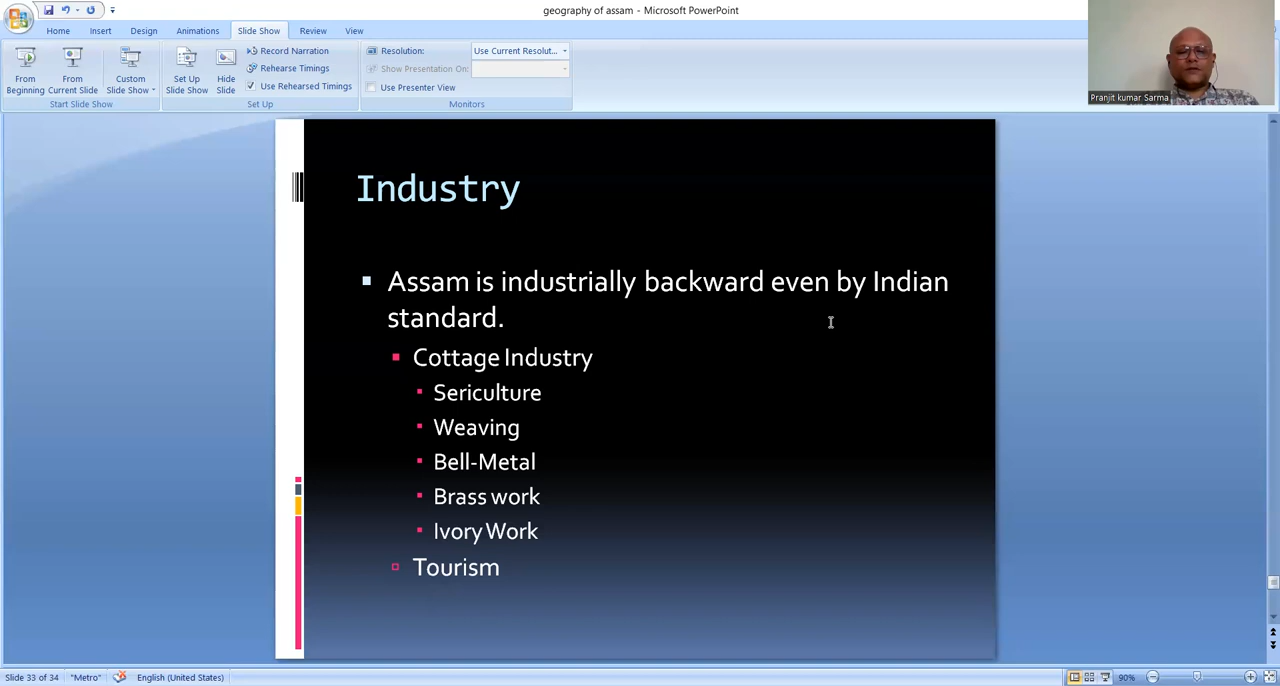 geography of assam - Microsoft PowerPoint
Home Insert Design Animations Slide Show Review View
From Beginning
From Current Slide
Custom Slide Show
Start Slide Show
Set Up Slide Show
Hide Slide
Record Narration
Rehearse Timings
Use Rehearsed Timings
Set Up
Resolution: Use Current Resolut...
Show Presentation On:
Use Presenter View
Monitors
Pranjit kumar Sarma
Industry
Assam is industrially backward even by Indian
standard.
Cottage Industry
Sericulture
Weaving
Bell-Metal
Brass work
Ivory Work
Tourism
Slide 33 of 34 "Metro" English (United States) 90%